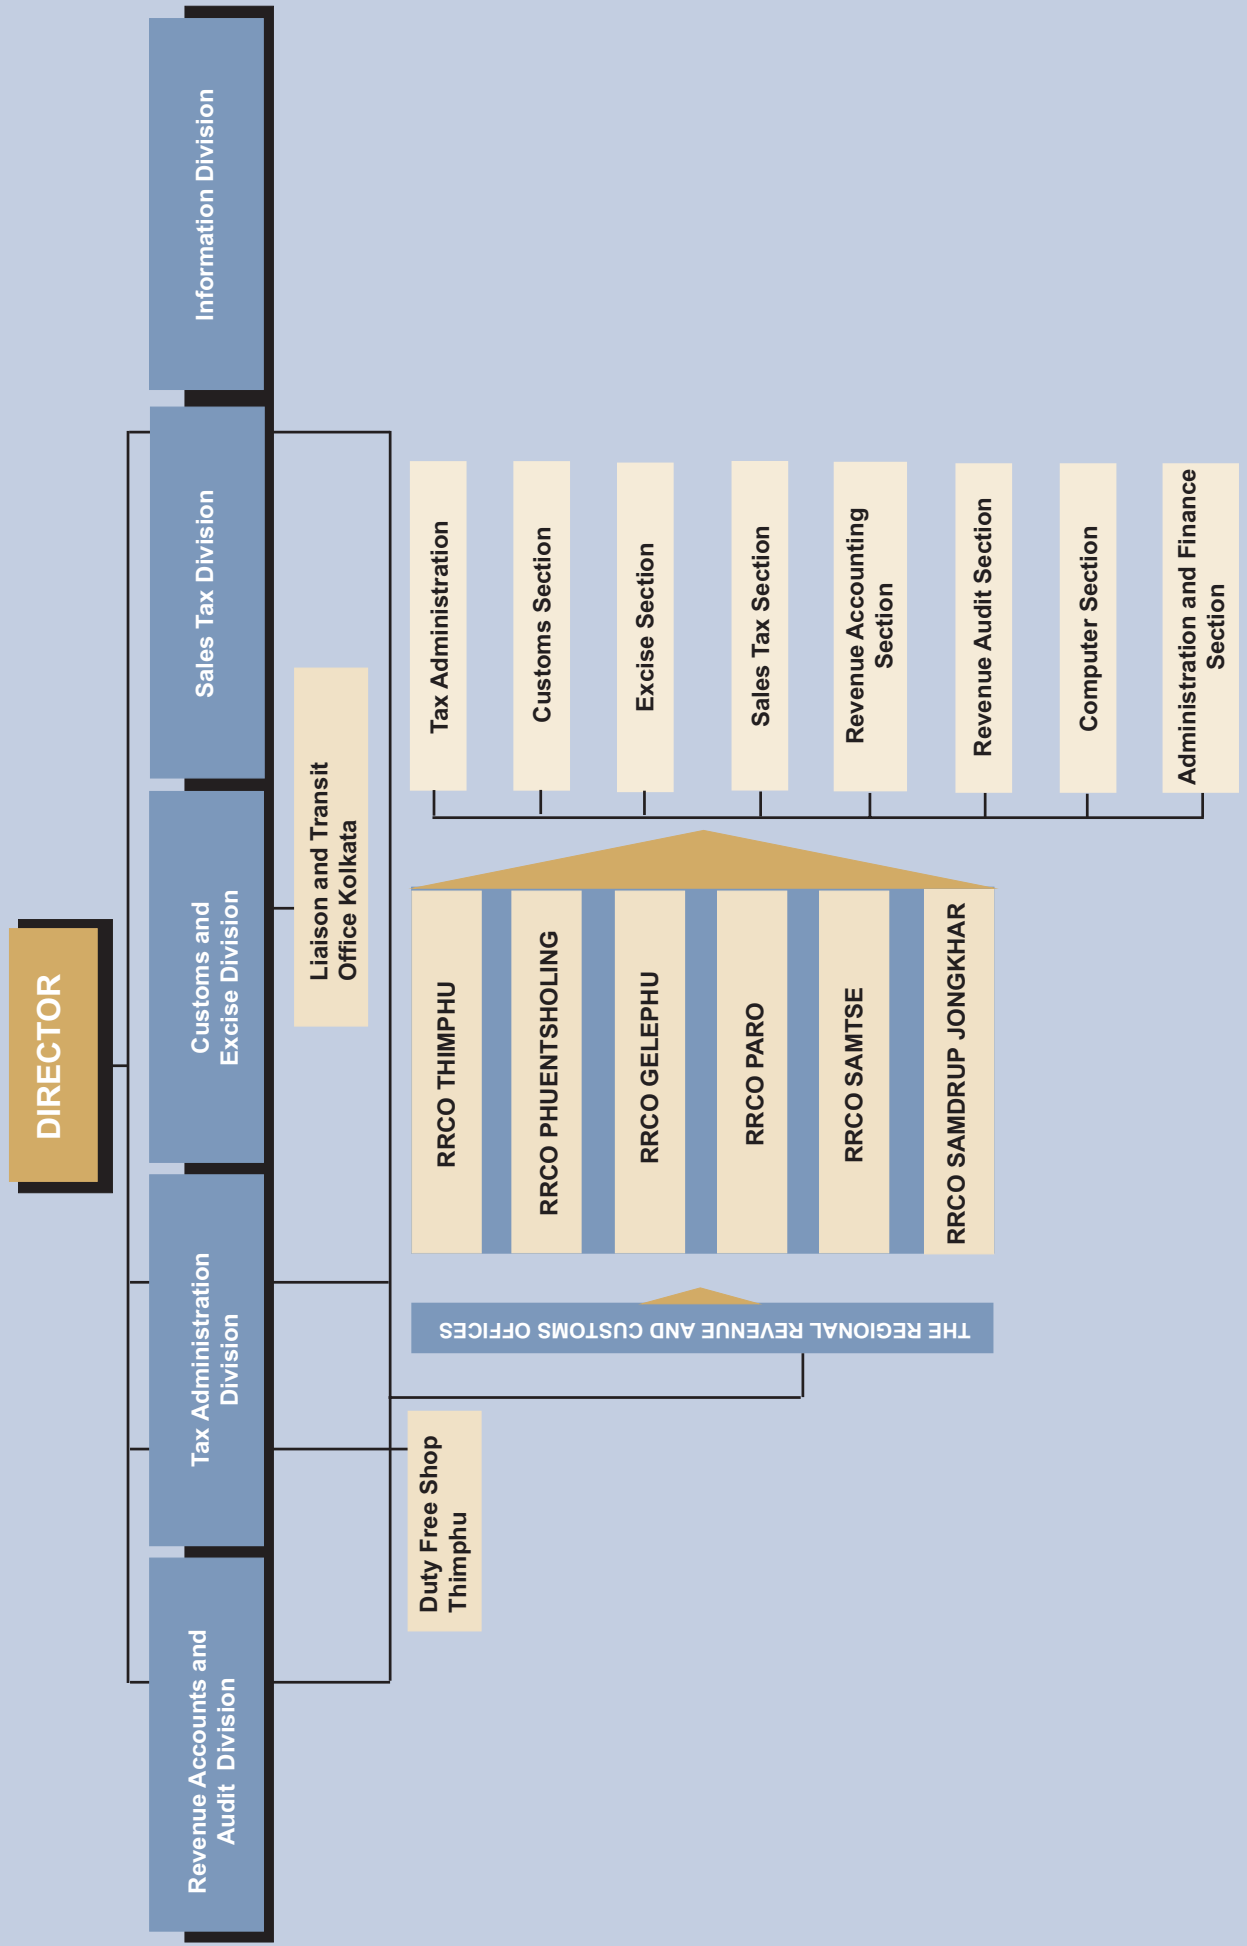 DIRECTOR
Revenue Accounts and
Audit Division
Tax Administration
Division
Customs and
Excise Division
Sales Tax Division
Information Division
Liaison and Transit
Office Kolkata
Duty Free Shop
Thimphu
THE REGIONAL REVENUE AND CUSTOMS OFFICES
RRCO THIMPHU
RRCO PHUENTSHOLING
RRCO GELEPHU
RRCO PARO
RRCO SAMTSE
RRCO SAMDRUP JONGKHAR
Tax Administration
Customs Section
Excise Section
Sales Tax Section
Revenue Accounting
Section
Revenue Audit Section
Computer Section
Administration and Finance
Section